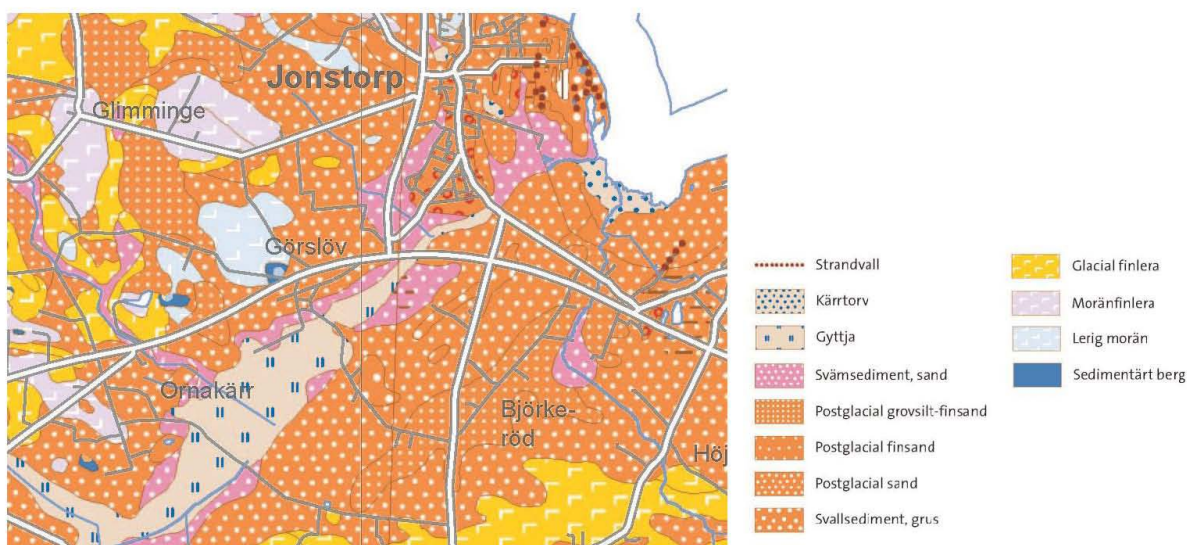 Jonstorp
Glimminge
Görslöv
Ornakärr
Björke-
röd
Höj
Strandvall
Kärrtorv
Gyttja
Svämsediment, sand
Postglacial grovsilt-finsand
Postglacial finsand
Postglacial sand
Svallsediment, grus
Glacial finlera
Moränfinlera
Lerig morän
Sedimentärt berg